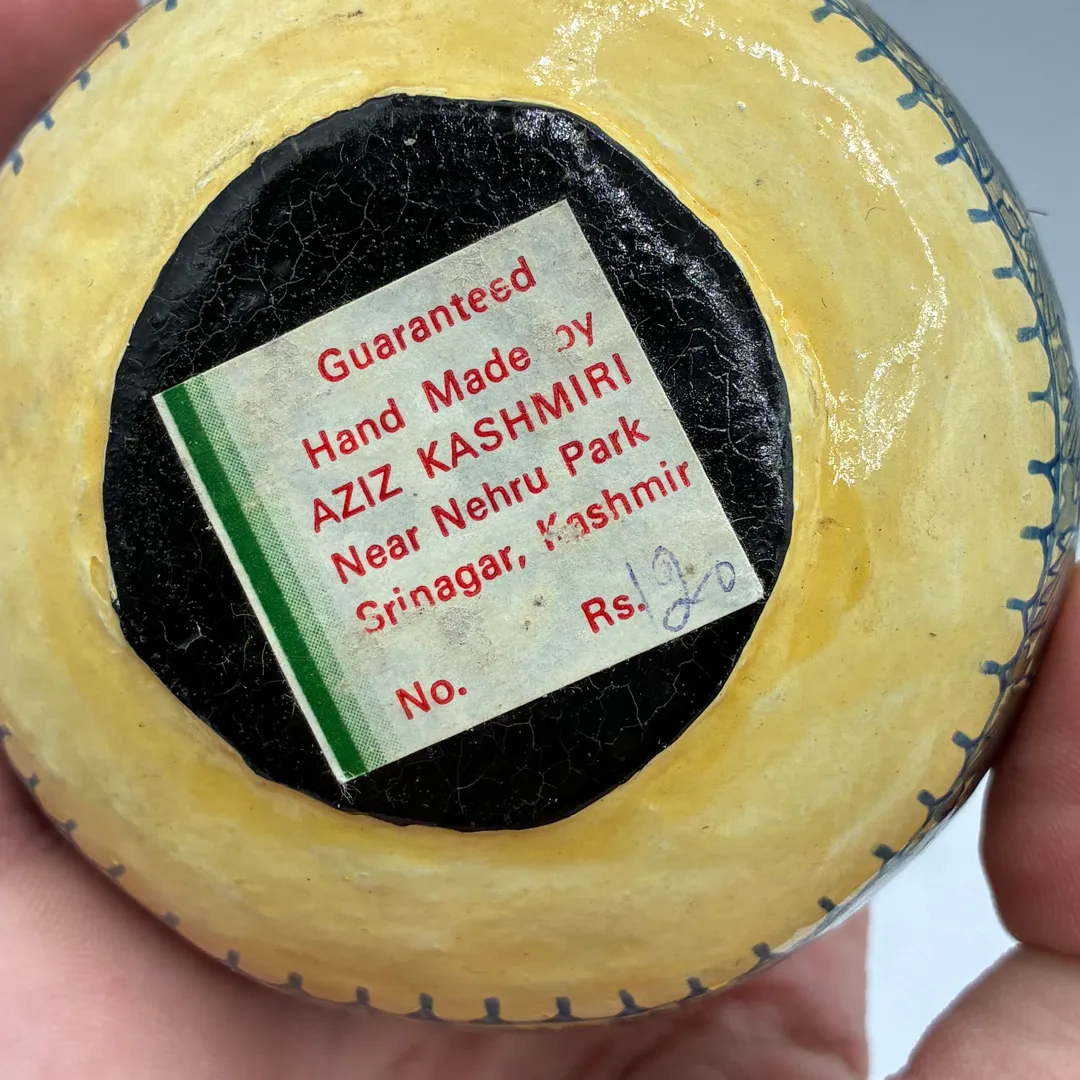 Guaranteed
Hand Made by
AZIZ KASHMIRI
Near Nehru Park
Srinagar, Kashmir
Rs. 120
No.